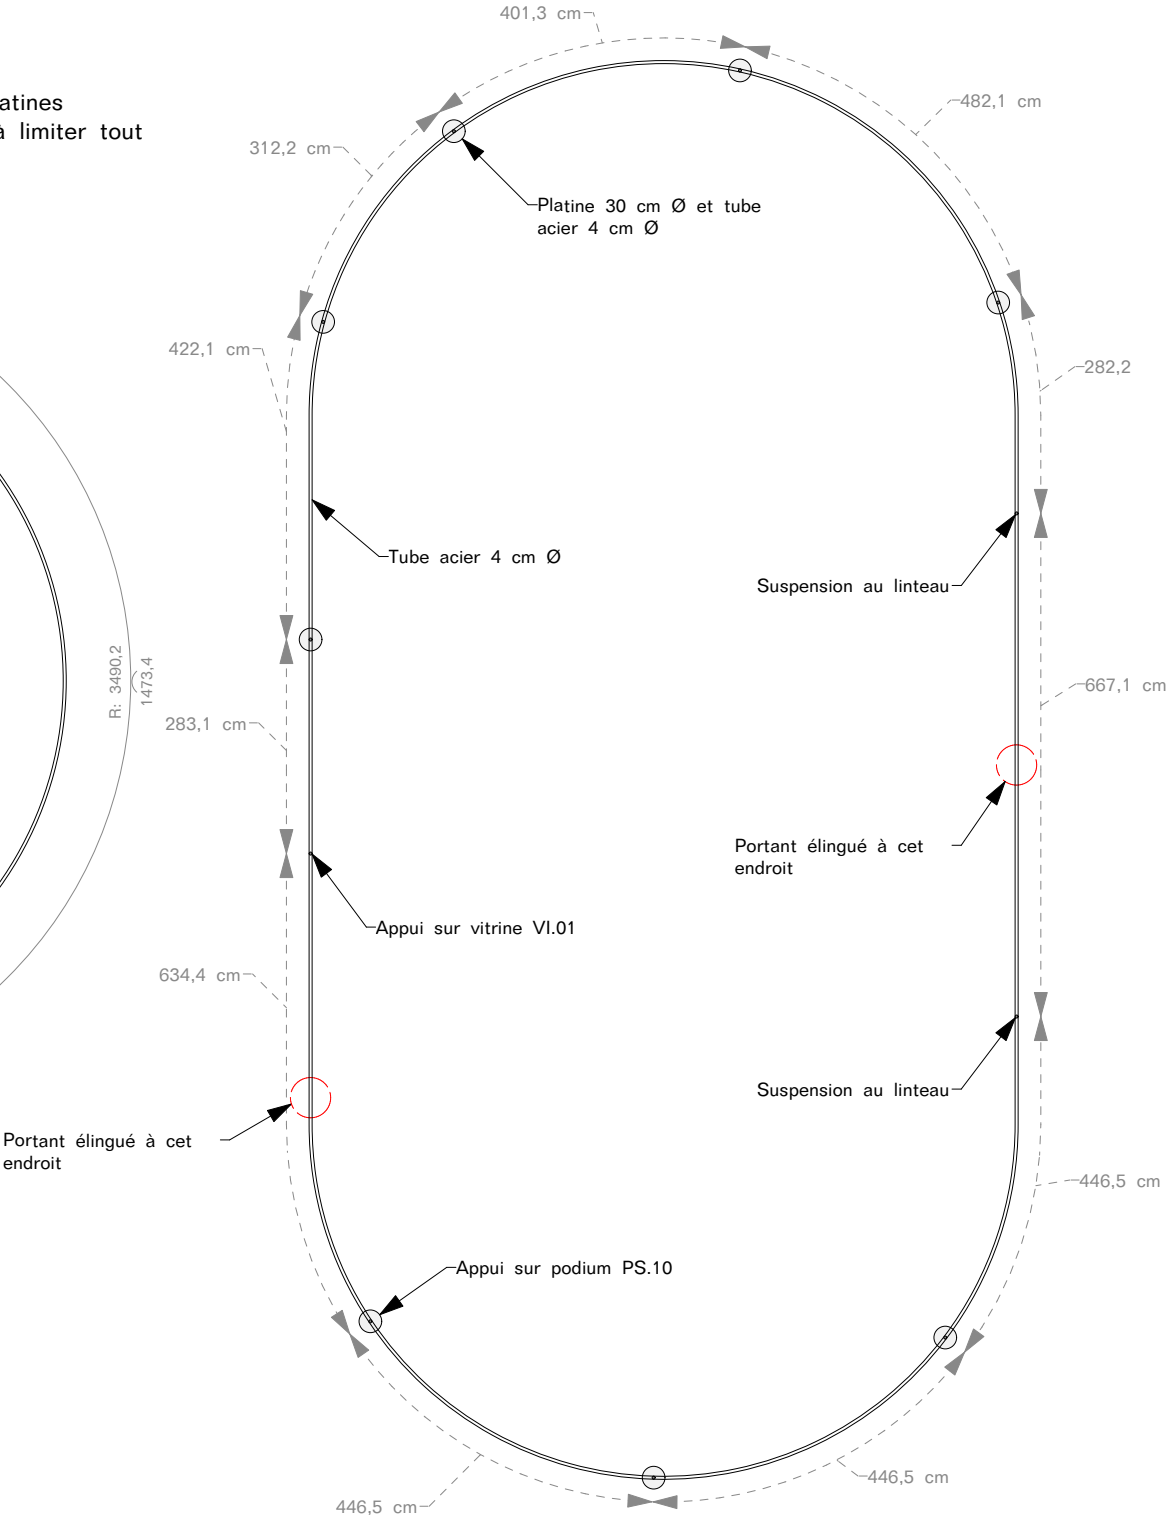 401,3 cm
atines
à limiter tout
482,1 cm
312,2 cm
Platine 30 cm Ø et tube
acier 4 cm Ø
422,1 cm
282,2
Tube acier 4 cm Ø
Suspension au linteau
R: 3490,2
1473,4
667,1 cm
283,1 cm
Portant élingué à cet
endroit
Appui sur vitrine VI.01
634,4 cm
Suspension au linteau
Portant élingué à cet
endroit
446,5 cm
Appui sur podium PS.10
446,5 cm
446,5 cm